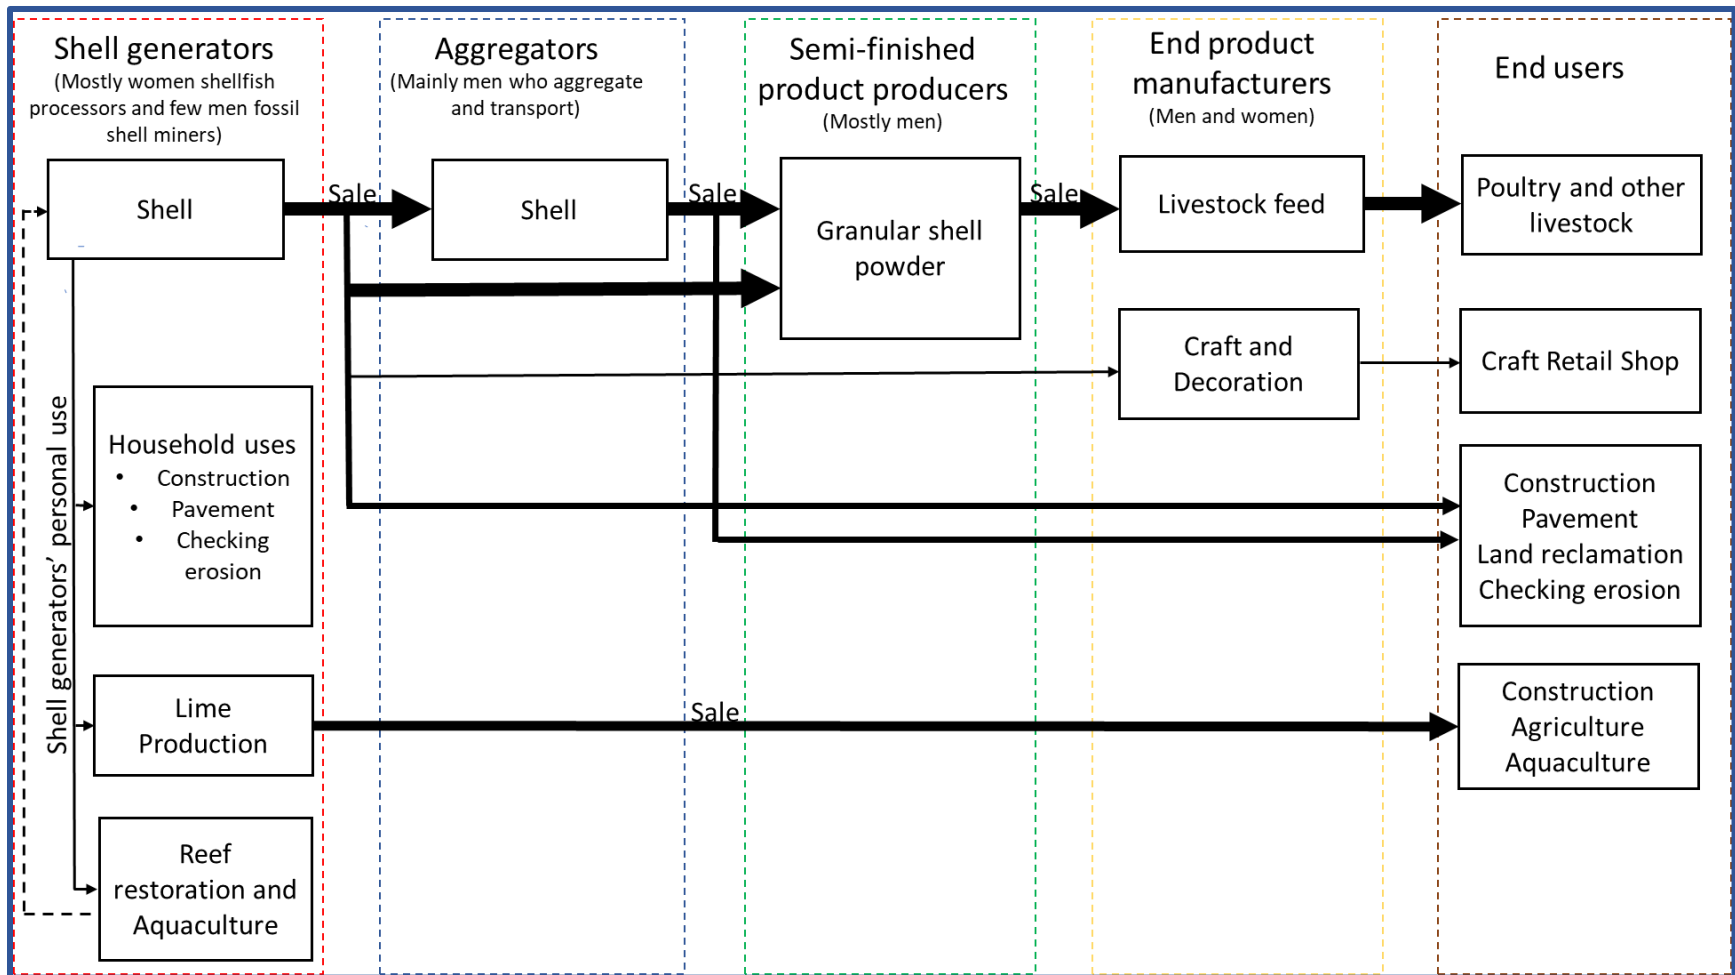 Shell generators
(Mostly women shellfish
processors and few men fossil
shell miners)
Aggregators
(Mainly men who aggregate
and transport)
Semi-finished
product producers
(Mostly men)
End product
manufacturers
(Men and women)
End users
Shell
Sale
Shell
Sale
Granular shell
powder
Sale
Livestock feed
Poultry and other
livestock
Craft and
Decoration
Craft Retail Shop
Shell generators’ personal use
Household uses
• Construction
• Pavement
• Checking
erosion
Construction
Pavement
Land reclamation
Checking erosion
Lime
Production
Sale
Construction
Agriculture
Aquaculture
Reef
restoration and
Aquaculture